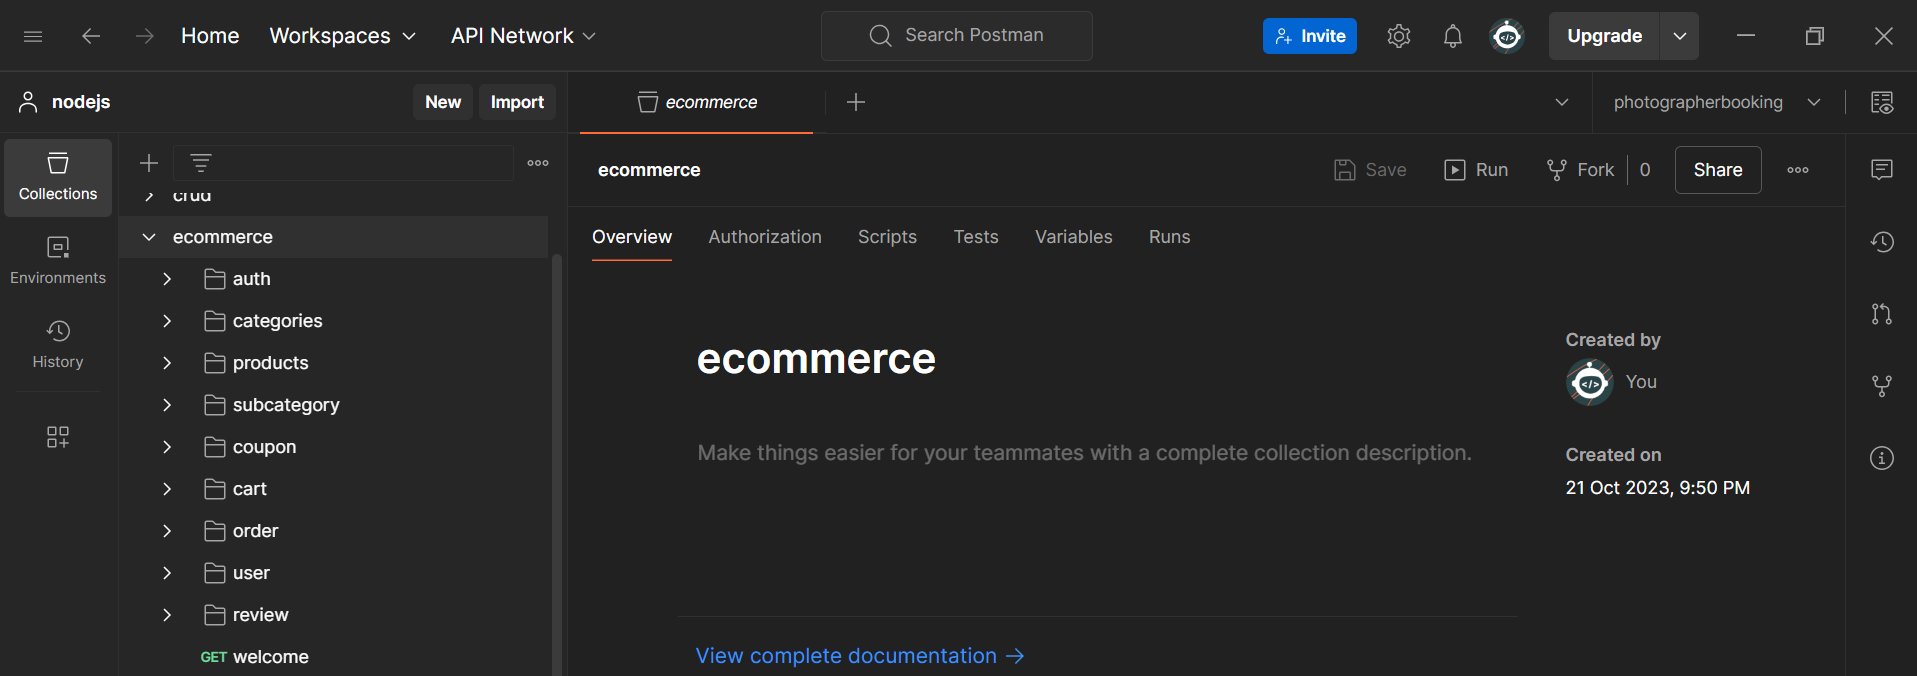 Home Workspaces API Network Search Postman Invite Upgrade
nodejs New Import ecommerce photographerbooking
Collections
Environments
History
crud
ecommerce
auth
categories
products
subcategory
coupon
cart
order
user
review
GET welcome
ecommerce Save Run Fork 0 Share
Overview Authorization Scripts Tests Variables Runs
ecommerce
Make things easier for your teammates with a complete collection description.
View complete documentation →
Created by
You
Created on
21 Oct 2023, 9:50 PM